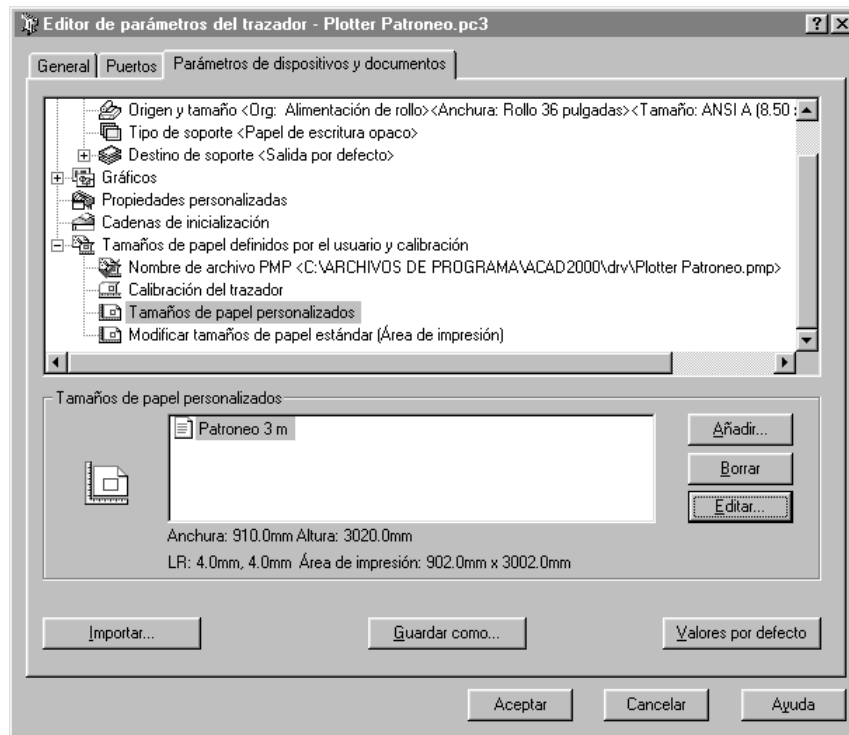 Editor de parámetros del trazador - Plotter Patroneo.pc3
General Puertos Parámetros de dispositivos y documentos
Origen y tamaño <Org: Alimentación de rollo><Anchura: Rollo 36 pulgadas><Tamaño: ANSI A (8.50
Tipo de soporte <Papel de escritura opaco>
Destino de soporte <Salida por defecto>
Gráficos
Propiedades personalizadas
Cadenas de inicialización
Tamaños de papel definidos por el usuario y calibración
Nombre de archivo PMP <C:\ARCHIVOS DE PROGRAMA\ACAD2000\drv\Plotter Patroneo.pmp>
Calibración del trazador
Tamaños de papel personalizados
Modificar tamaños de papel estándar (Área de impresión)
Tamaños de papel personalizados
Patroneo 3 m
Añadir...
Borrar
Editar...
Anchura: 910.0mm Altura: 3020.0mm
LR: 4.0mm, 4.0mm Área de impresión: 902.0mm x 3002.0mm
Importar... Guardar como... Valores por defecto
Aceptar Cancelar Ayuda